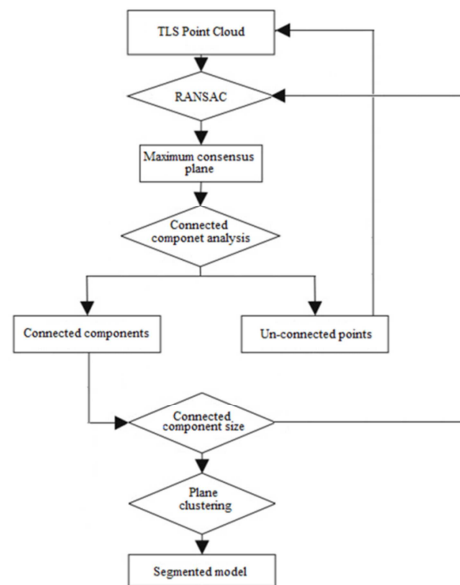 TLS Point Cloud
RANSAC
Maximum consensus
plane
Connected
componet analysis
Connected components
Un-connected points
Connected
component size
Plane
clustering
Segmented model